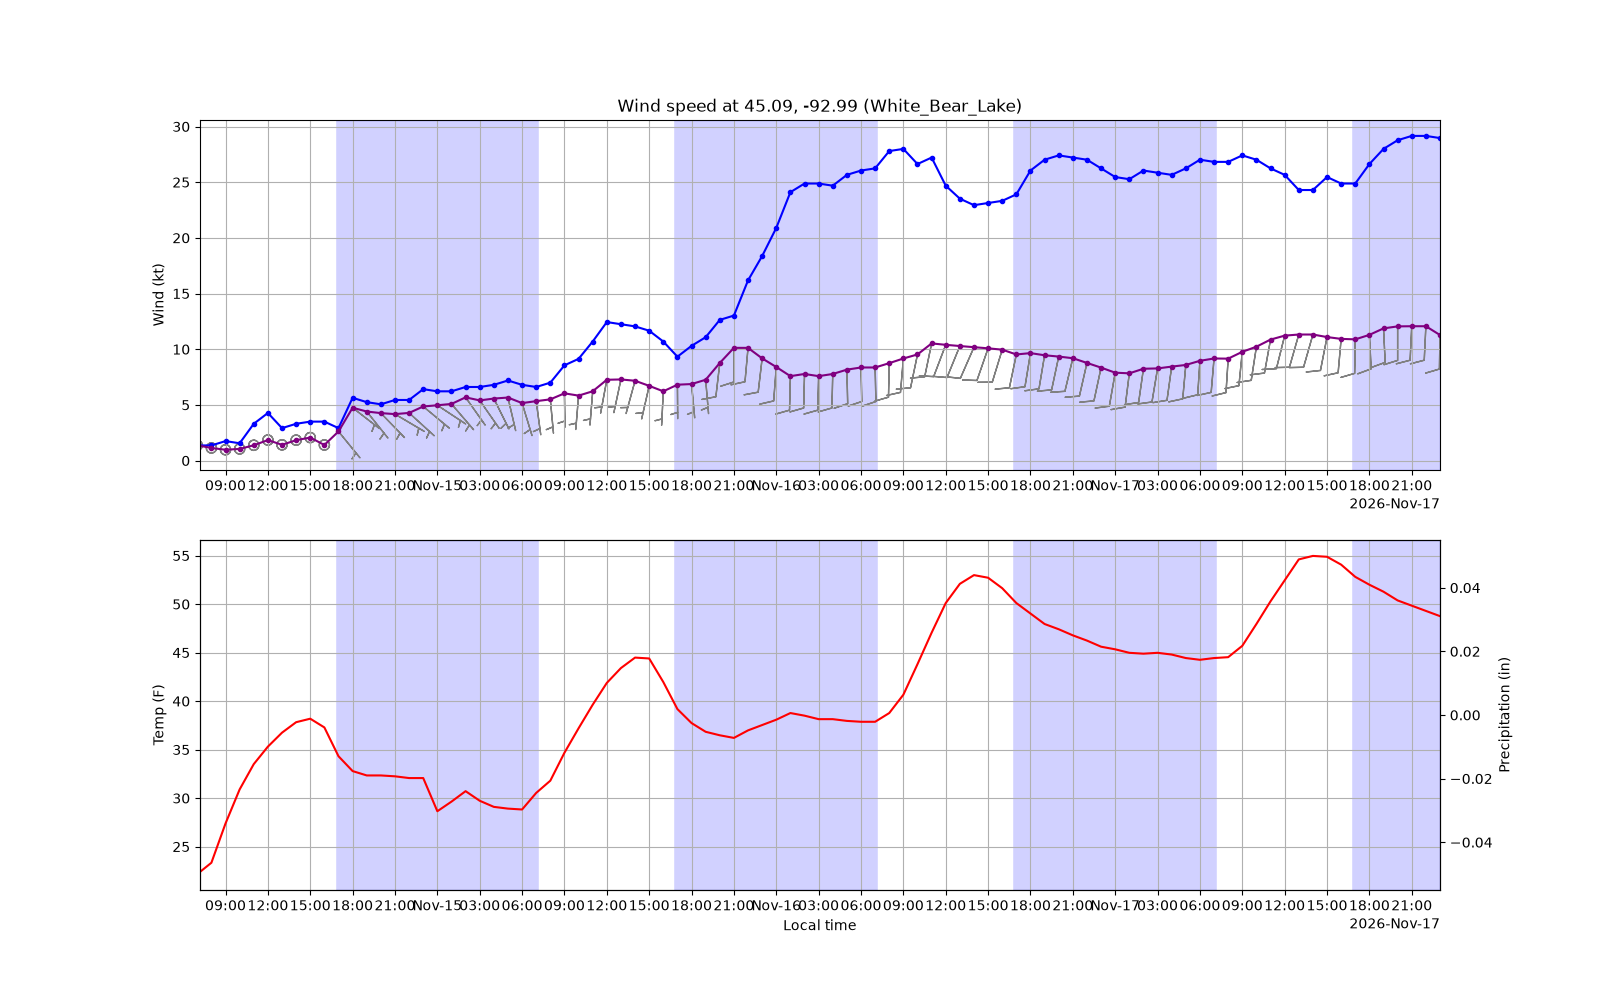 Wind speed at 45.09, -92.99 (White_Bear_Lake)
30
25
20
15
10
5
0
Wind (kt)
09:00 12:00 15:00 18:00 21:00 Nov-15 03:00 06:00 09:00 12:00 15:00 18:00 21:00 Nov-16 03:00 06:00 09:00 12:00 15:00 18:00 21:00 Nov-17 03:00 06:00 09:00 12:00 15:00 18:00 21:00
2026-Nov-17
55
50
45
40
35
30
25
Temp (F)
0.04
0.02
0.00
−0.02
−0.04
Precipitation (in)
09:00 12:00 15:00 18:00 21:00 Nov-15 03:00 06:00 09:00 12:00 15:00 18:00 21:00 Nov-16 03:00 06:00 09:00 12:00 15:00 18:00 21:00 Nov-17 03:00 06:00 09:00 12:00 15:00 18:00 21:00
Local time
2026-Nov-17